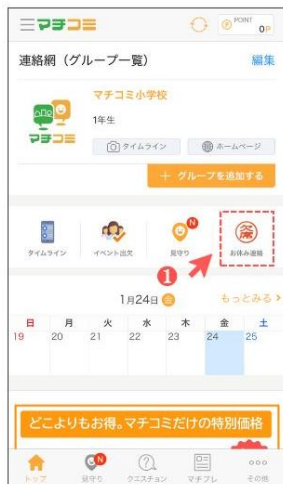 マチコミ
POINT
0P
連絡網（グループ一覧） 編集
マチコミ小学校
1年生
マチコミ
タイムライン ホームページ
＋ グループを追加する
N
タイムライン イベント出欠 見守り お休み連絡
1
1月24日 金 もっとみる >
日 月 火 水 木 金 土
19 20 21 22 23 24 25
どこよりもお得。マチコミだけの特別価格
N
トップ 見守り クエスチョン マチプレ その他